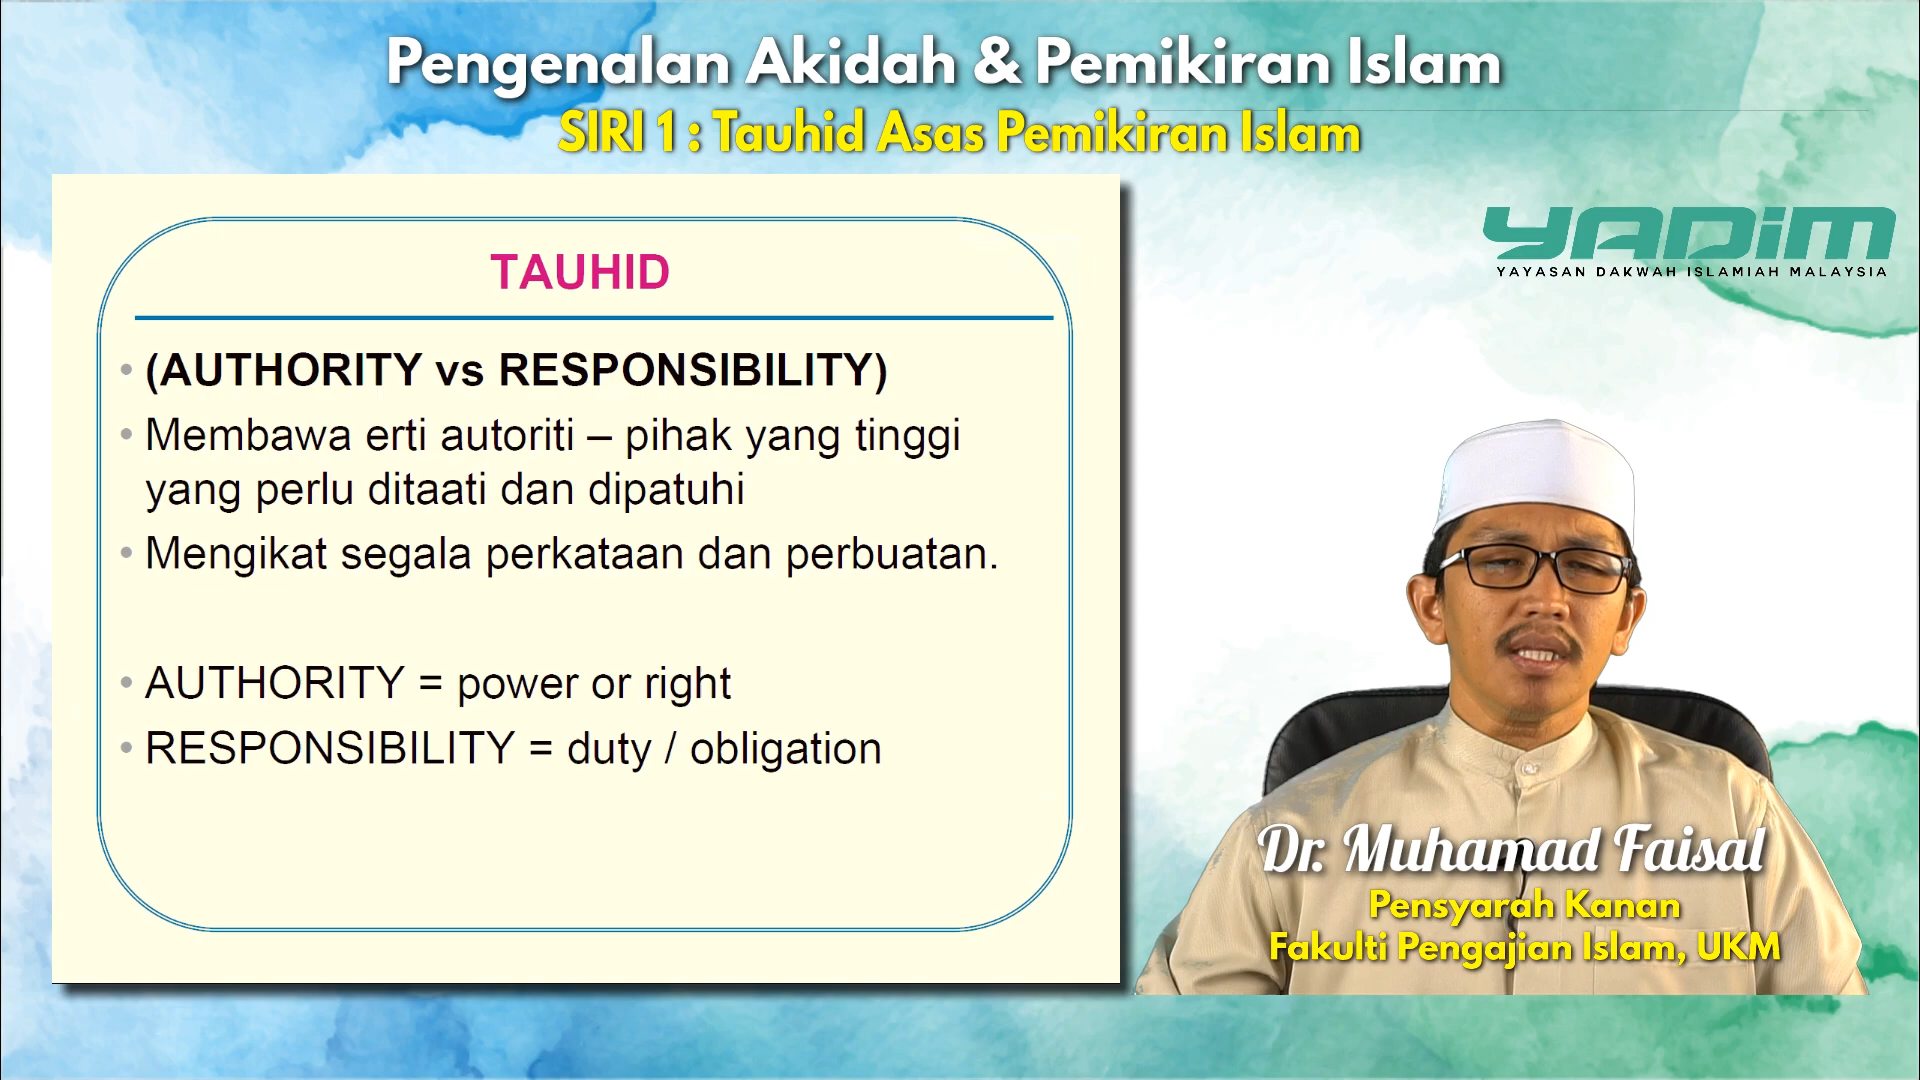 Pengenalan Akidah & Pemikiran Islam
SIRI 1 : Tauhid Asas Pemikiran Islam
YADiM
YAYASAN DAKWAH ISLAMIAH MALAYSIA
TAUHID
• (AUTHORITY vs RESPONSIBILITY)
• Membawa erti autoriti – pihak yang tinggi
yang perlu ditaati dan dipatuhi
• Mengikat segala perkataan dan perbuatan.
• AUTHORITY = power or right
• RESPONSIBILITY = duty / obligation
Dr. Muhamad Faisal
Pensyarah Kanan
Fakulti Pengajian Islam, UKM